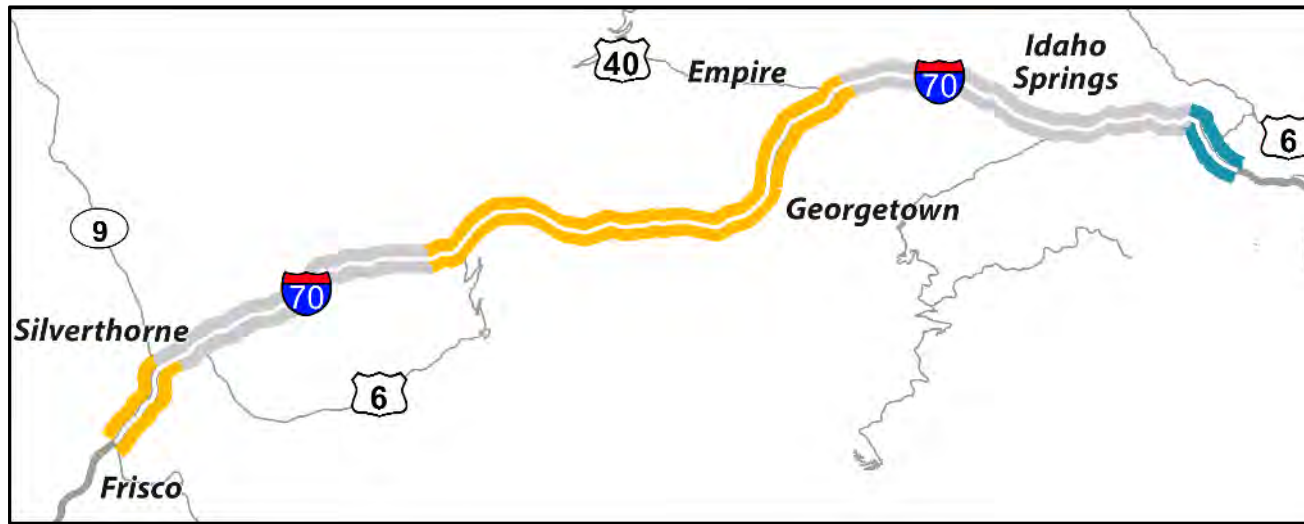 40
Empire
70
Idaho
Springs
6
9
Georgetown
70
Silverthorne
6
Frisco